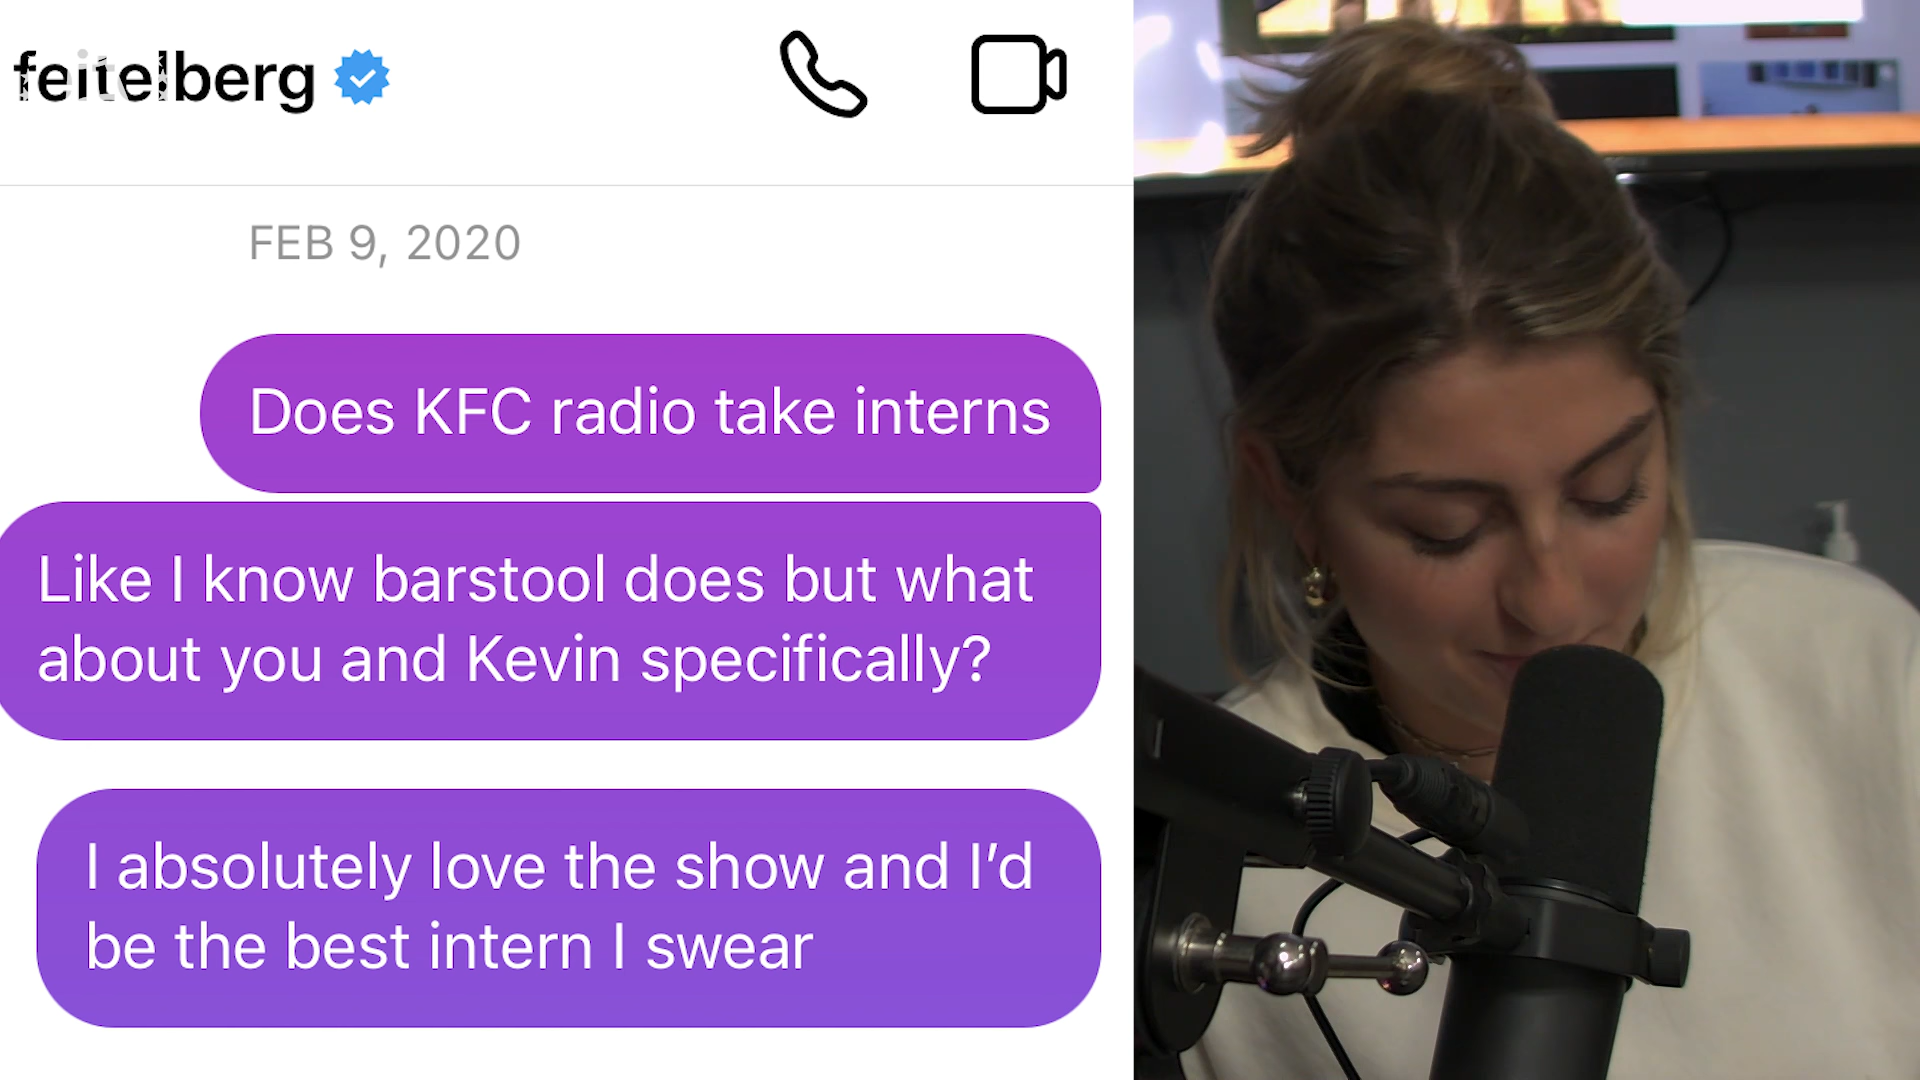 feitelberg
FEB 9, 2020
Does KFC radio take interns
Like I know barstool does but what
about you and Kevin specifically?
I absolutely love the show and I'd
be the best intern I swear